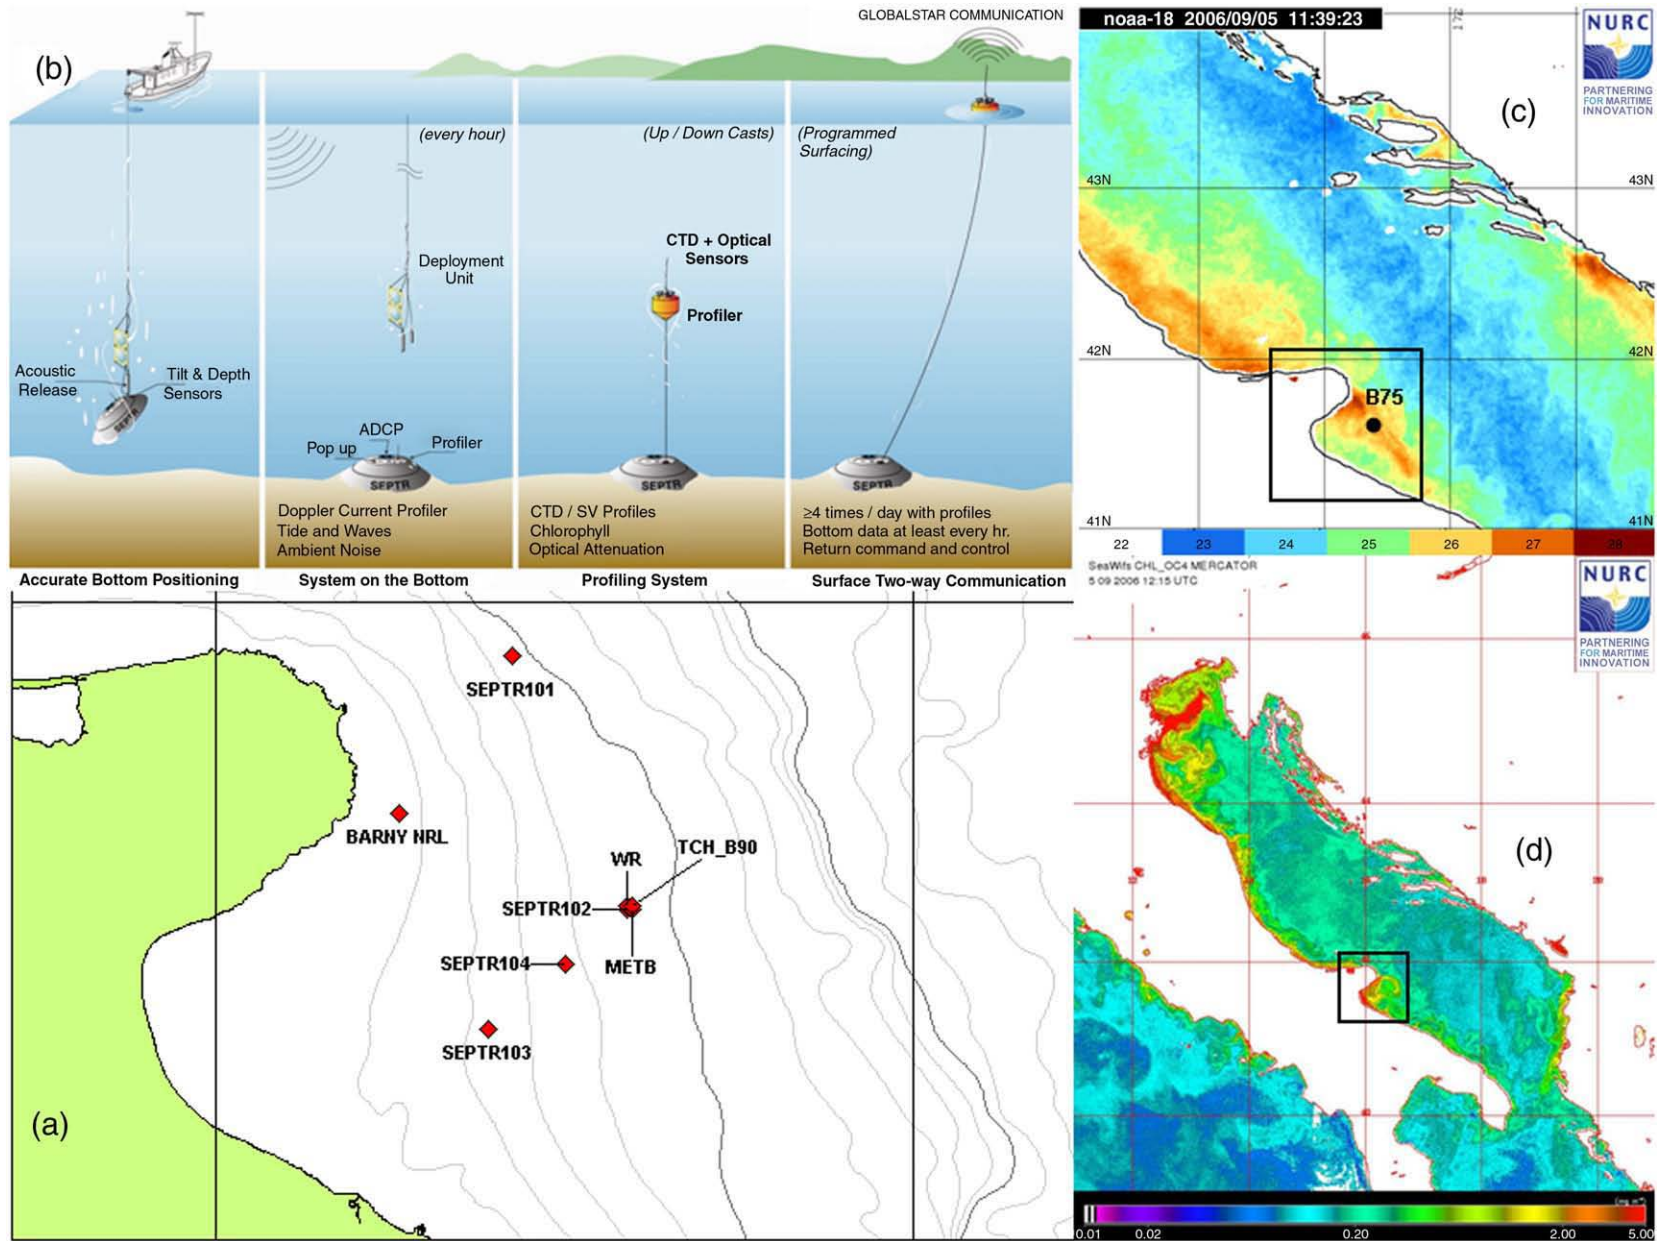 (b)
GLOBALSTAR COMMUNICATION
(every hour)
(Up / Down Casts)
(Programmed
Surfacing)
CTD + Optical
Sensors
Deployment
Unit
Profiler
Acoustic
Release
Tilt & Depth
Sensors
SEPTR
ADCP
Pop up
Profiler
SEPTR
SEPTR
SEPTR
Doppler Current Profiler
Tide and Waves
Ambient Noise
CTD / SV Profiles
Chlorophyll
Optical Attenuation
≥4 times / day with profiles
Bottom data at least every hr.
Return command and control
Accurate Bottom Positioning
System on the Bottom
Profiling System
Surface Two-way Communication
noaa-18 2006/09/05 11:39:23
NURC
PARTNERING
FOR MARITIME
INNOVATION
(c)
43N
43N
42N
42N
B75
41N
41N
22 23 24 25 26 27 28
SeaWifs CHL_OC4 MERCATOR
5 09 2006 12:15 UTC
NURC
PARTNERING
FOR MARITIME
INNOVATION
(d)
0.01 0.02 0.20 2.00 5.00
SEPTR101
BARNY NRL
WR
TCH_B90
SEPTR102
SEPTR104
METB
SEPTR103
(a)